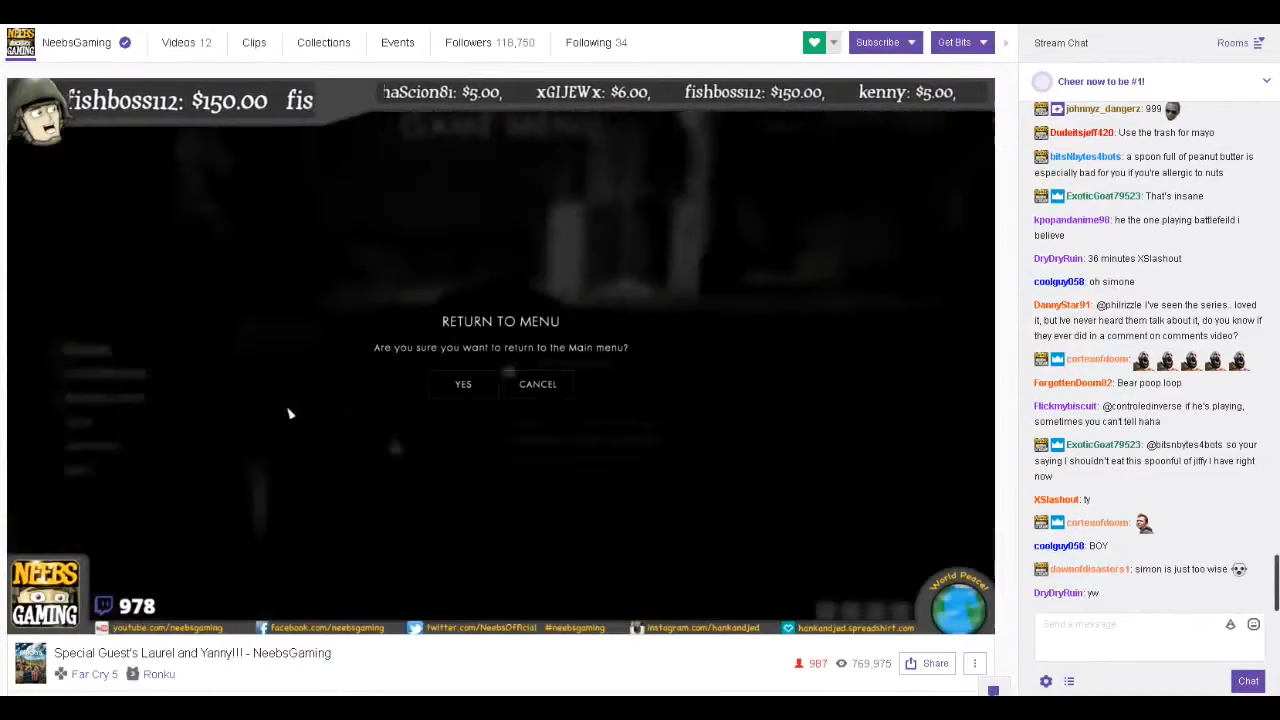 NeebsGaming
Videos 12
Clips
Collections
Events
Followers 118,750
Following 34
Subscribe
Get Bits
Stream Chat
Rooms
fishboss112: $150.00 fis
haScion81: $5.00, xGIJEWx: $6.00, fishboss112: $150.00, kenny: $5.00,
RETURN TO MENU
Are you sure you want to return to the Main menu?
YES
CANCEL
NEEBS
GAMING
978
World Peace!
youtube.com/neebsgaming
facebook.com/neebsgaming
twitter.com/NeebsOfficial #neebsgaming
instagram.com/hankandjed
hankandjed.spreadshirt.com
Special Guest's Laurel and Yanny!!! - NeebsGaming
Far Cry 5
Ronku
987
769,975
Share
Cheer now to be #1!
johnnyz_dangerz: 999
Dudeitsjeff420: Use the trash for mayo
bitsNbytes4bots: a spoon full of peanut butter is
especially bad for you if you're allergic to nuts
ExoticGoat79523: That's insane
kpopandanime98: he the one playing battlefeild i
believe
DryDryRuin: 36 minutes XSlashout
coolguy058: oh simone
DannyStar91: @philrizzle I've seen the series.. loved
it, but Ive never heard them talk about it, do you know if
they ever did in a comment on comments video?
cortexofdoom:
ForgottenDoom82: Bear poop loop
Flickmybiscuit: @controledinverse if he's playing,
sometimes you can't tell haha
ExoticGoat79523: @bitsnbytes4bots so your
saying I shouldn't eat this spoonful of jiffy I have right
now
XSlashout: ty
cortexofdoom:
coolguy058: BOY
dawnofdisasters1: simon is just too wise
DryDryRuin: yw
Send a message
Chat